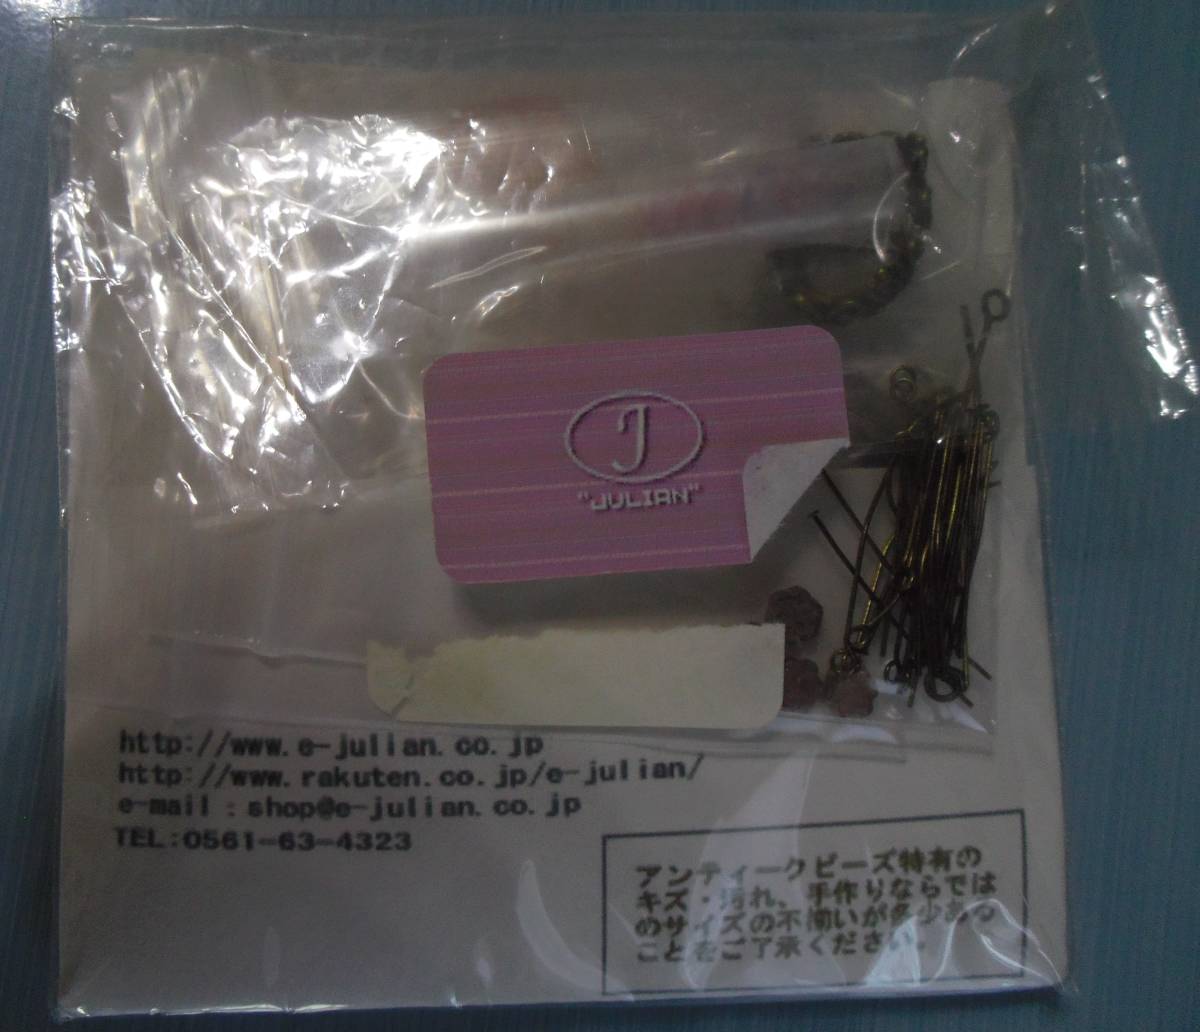 J
"JULIAN"
http://www.e-julian.co.jp
http://www.rakuten.co.jp/e-julian/
e-mail:shop@e-julian.co.jp
TEL:0561-63-4323
アンティークビーズ特有の
キズ・汚れ、手作りならでは
のサイズの不揃いが多少ある
ことをご了承ください。